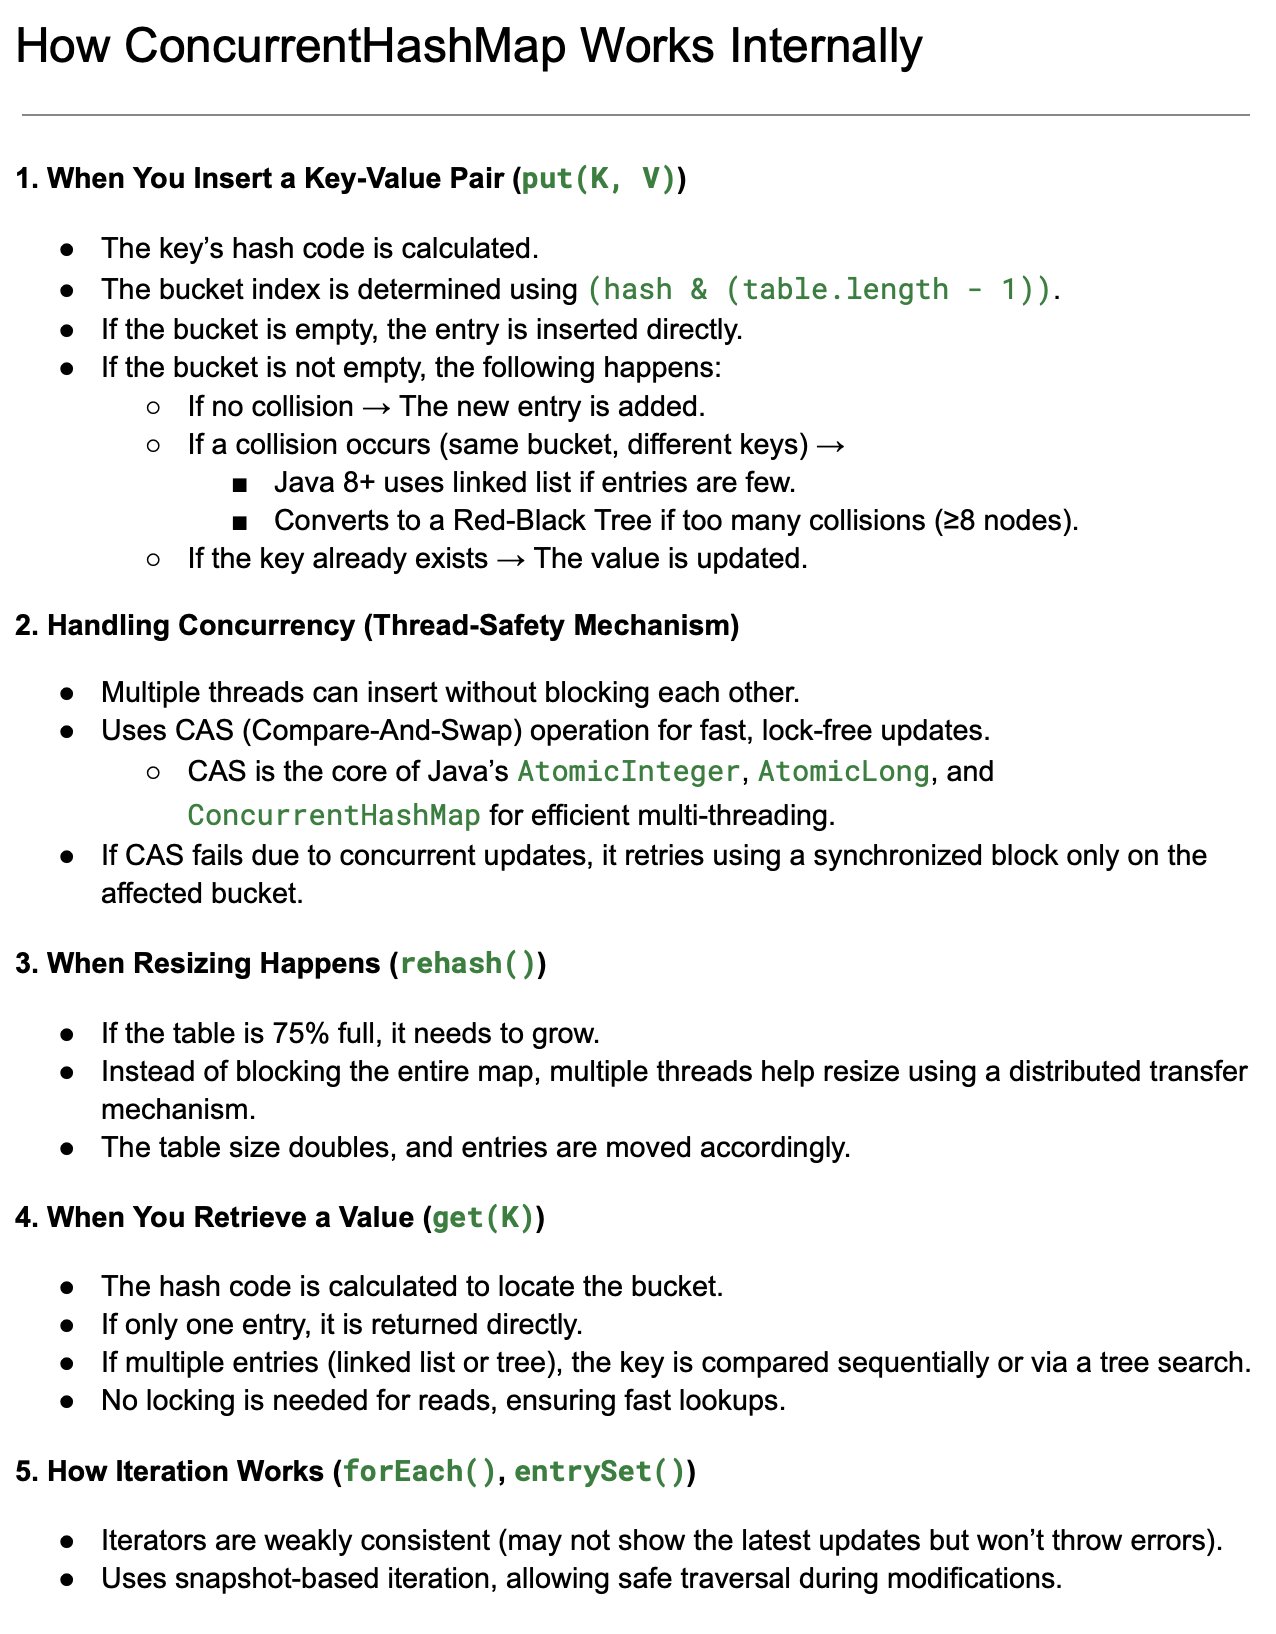 How ConcurrentHashMap Works Internally
1. When You Insert a Key-Value Pair (put(K, V))
● The key’s hash code is calculated.
● The bucket index is determined using (hash & (table.length - 1)).
● If the bucket is empty, the entry is inserted directly.
● If the bucket is not empty, the following happens:
○ If no collision → The new entry is added.
○ If a collision occurs (same bucket, different keys) →
■ Java 8+ uses linked list if entries are few.
■ Converts to a Red-Black Tree if too many collisions (≥8 nodes).
○ If the key already exists → The value is updated.
2. Handling Concurrency (Thread-Safety Mechanism)
● Multiple threads can insert without blocking each other.
● Uses CAS (Compare-And-Swap) operation for fast, lock-free updates.
○ CAS is the core of Java’s AtomicInteger, AtomicLong, and
ConcurrentHashMap for efficient multi-threading.
● If CAS fails due to concurrent updates, it retries using a synchronized block only on the
affected bucket.
3. When Resizing Happens (rehash())
● If the table is 75% full, it needs to grow.
● Instead of blocking the entire map, multiple threads help resize using a distributed transfer
mechanism.
● The table size doubles, and entries are moved accordingly.
4. When You Retrieve a Value (get(K))
● The hash code is calculated to locate the bucket.
● If only one entry, it is returned directly.
● If multiple entries (linked list or tree), the key is compared sequentially or via a tree search.
● No locking is needed for reads, ensuring fast lookups.
5. How Iteration Works (forEach(), entrySet())
● Iterators are weakly consistent (may not show the latest updates but won’t throw errors).
● Uses snapshot-based iteration, allowing safe traversal during modifications.